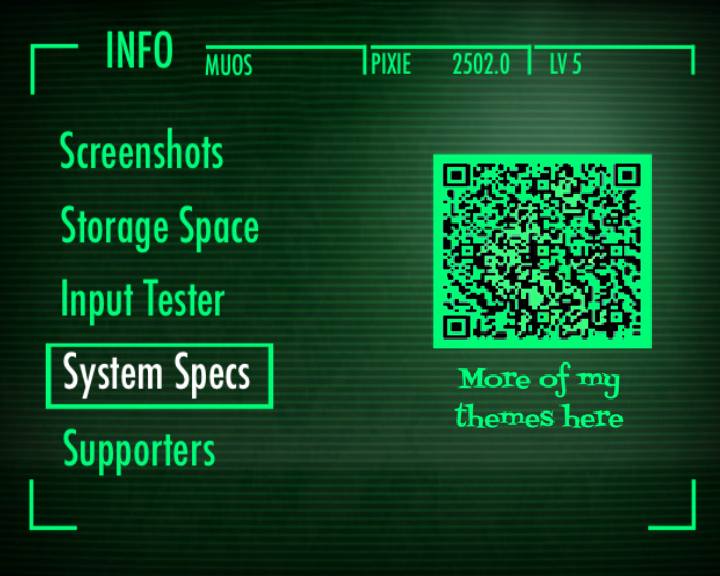 INFO
MUOS
PIXIE 2502.0
LV 5
Screenshots
Storage Space
Input Tester
System Specs
Supporters
More of my
themes here